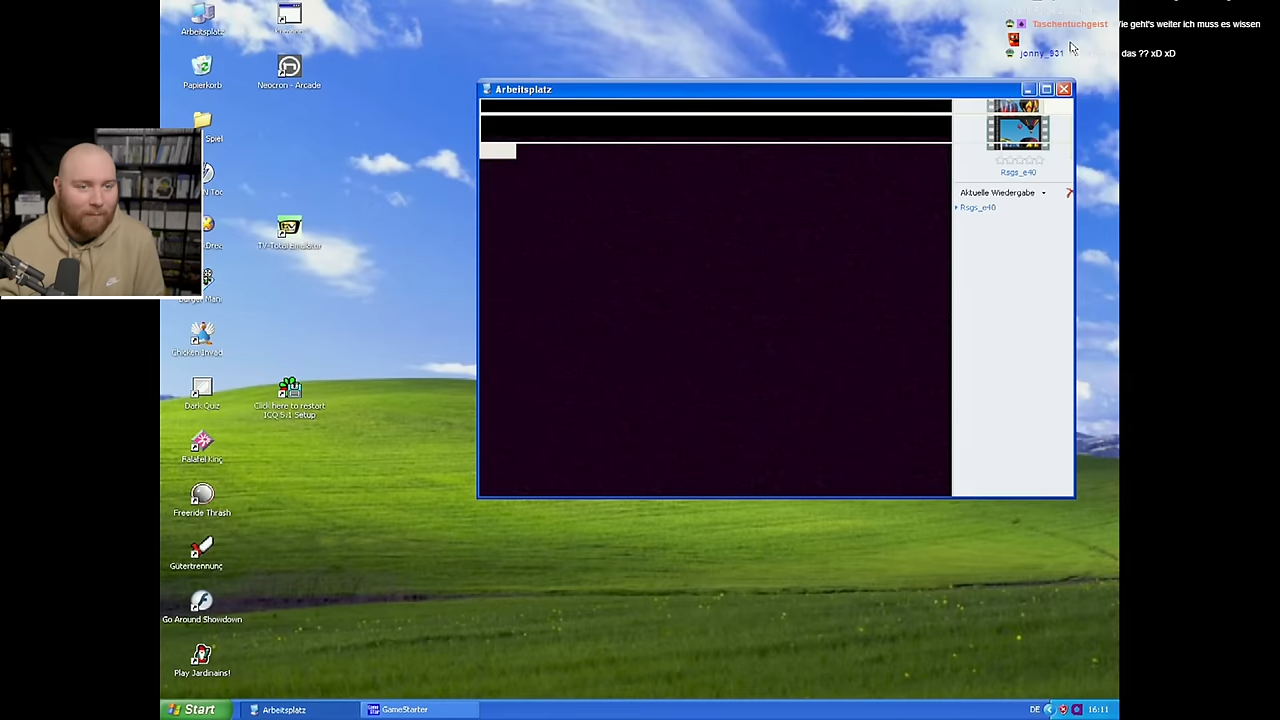 Taschentuchgeist Wie geht's weiter ich muss es wissen
jonny_531 das ?? xD xD
Arbeitsplatz
Papierkorb
Neocron - Arcade
Spiel
TV-Total Emulator
Chicken Invad
Dark Quiz
Click here to restart
ICQ 5.1 Setup
Falafel King
Freeride Thrash
Gütertrennung
Go Around Showdown
Play Jardinains!
Arbeitsplatz
Rsgs_e40
Aktuelle Wiedergabe
Rsgs_e40
Start
Arbeitsplatz
GameStarter
DE
16:11